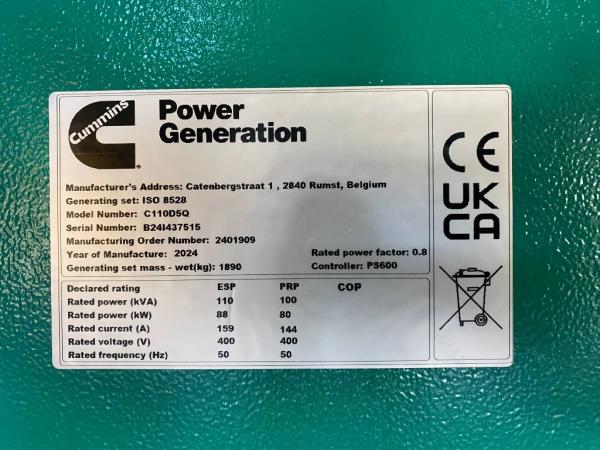 Cummins
Power
Generation
Manufacturer's Address: Catenbergstraat 1 , 2840 Rumst, Belgium
Generating set: ISO 8528
Model Number: C110D5Q
Serial Number: B24I437515
Manufacturing Order Number: 2401909
Year of Manufacture: 2024 Rated power factor: 0.8
Generating set mass - wet(kg): 1890 Controller: PS600
Declared rating ESP PRP COP
Rated power (kVA) 110 100
Rated power (kW) 88 80
Rated current (A) 159 144
Rated voltage (V) 400 400
Rated frequency (Hz) 50 50
CE
UK
CA